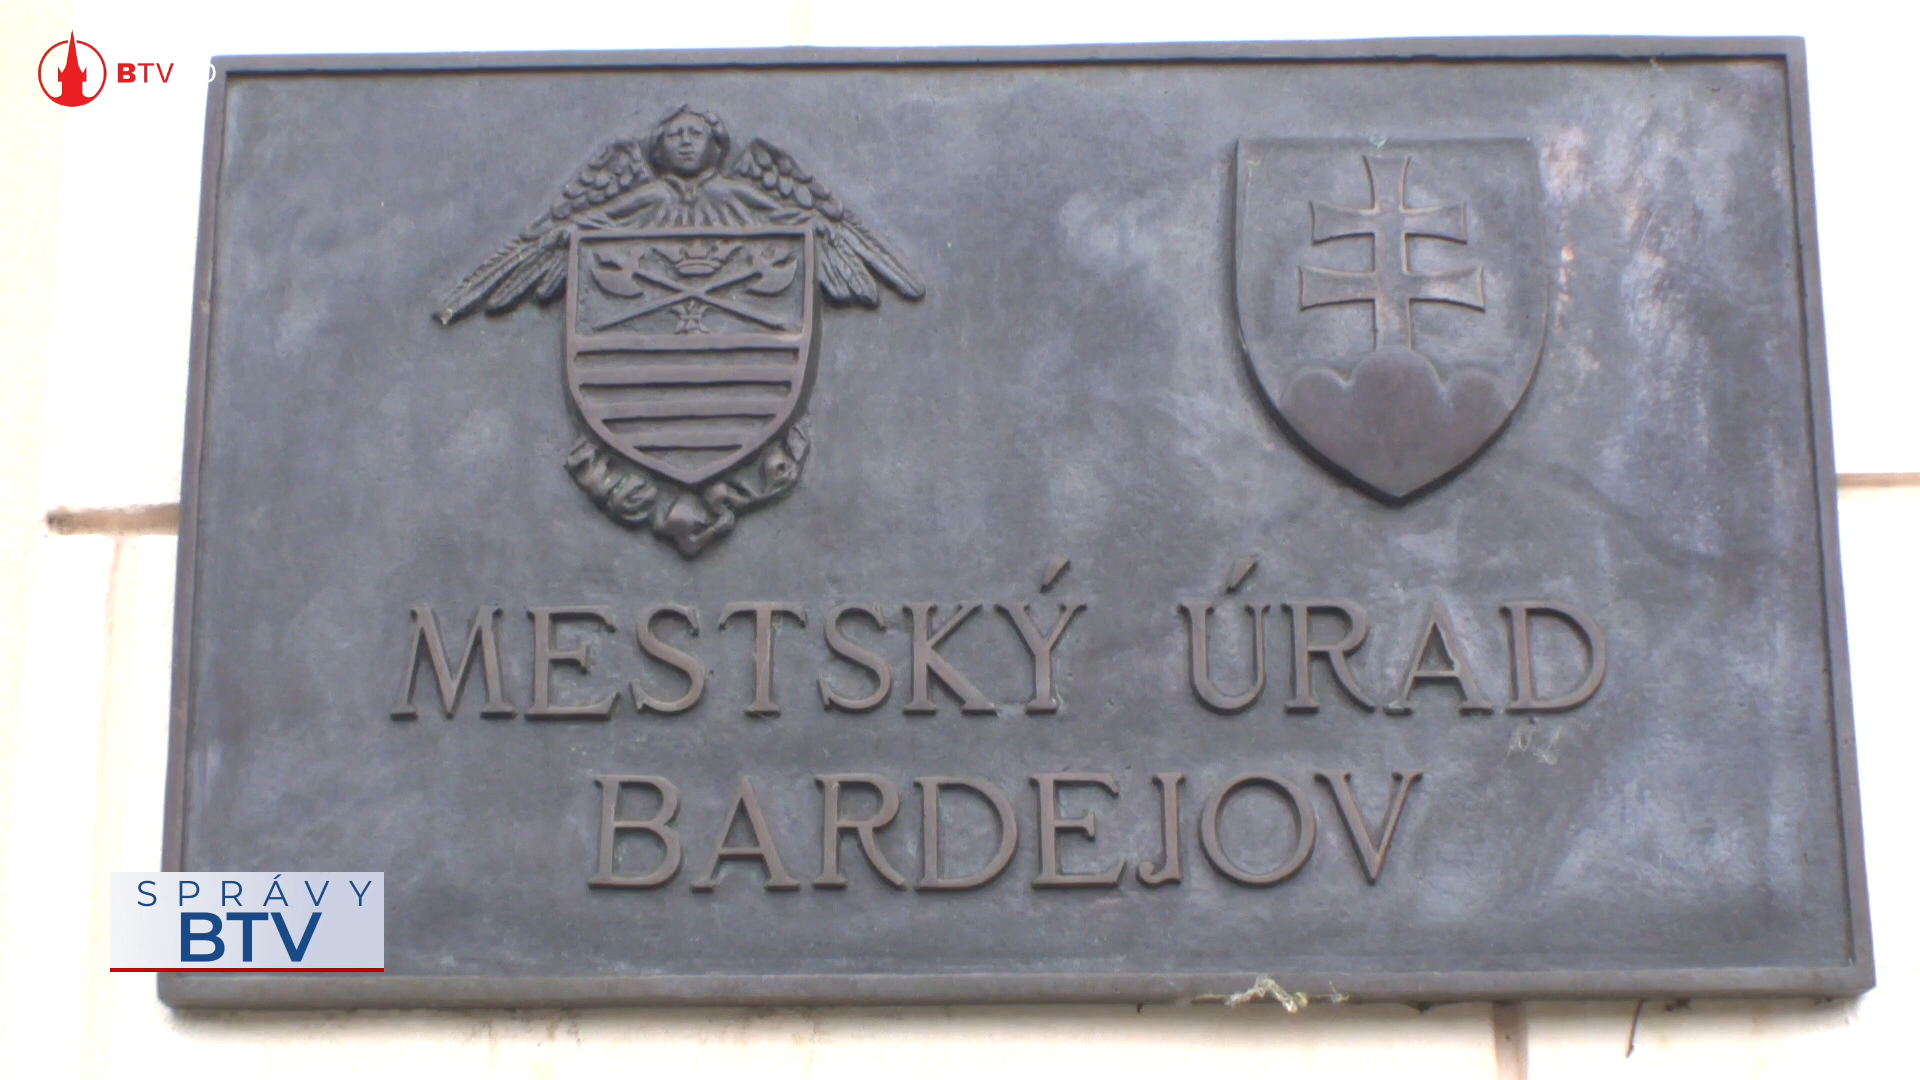 BTV
MESTSKÝ ÚRAD
BARDEJOV
SPRÁVY
BTV